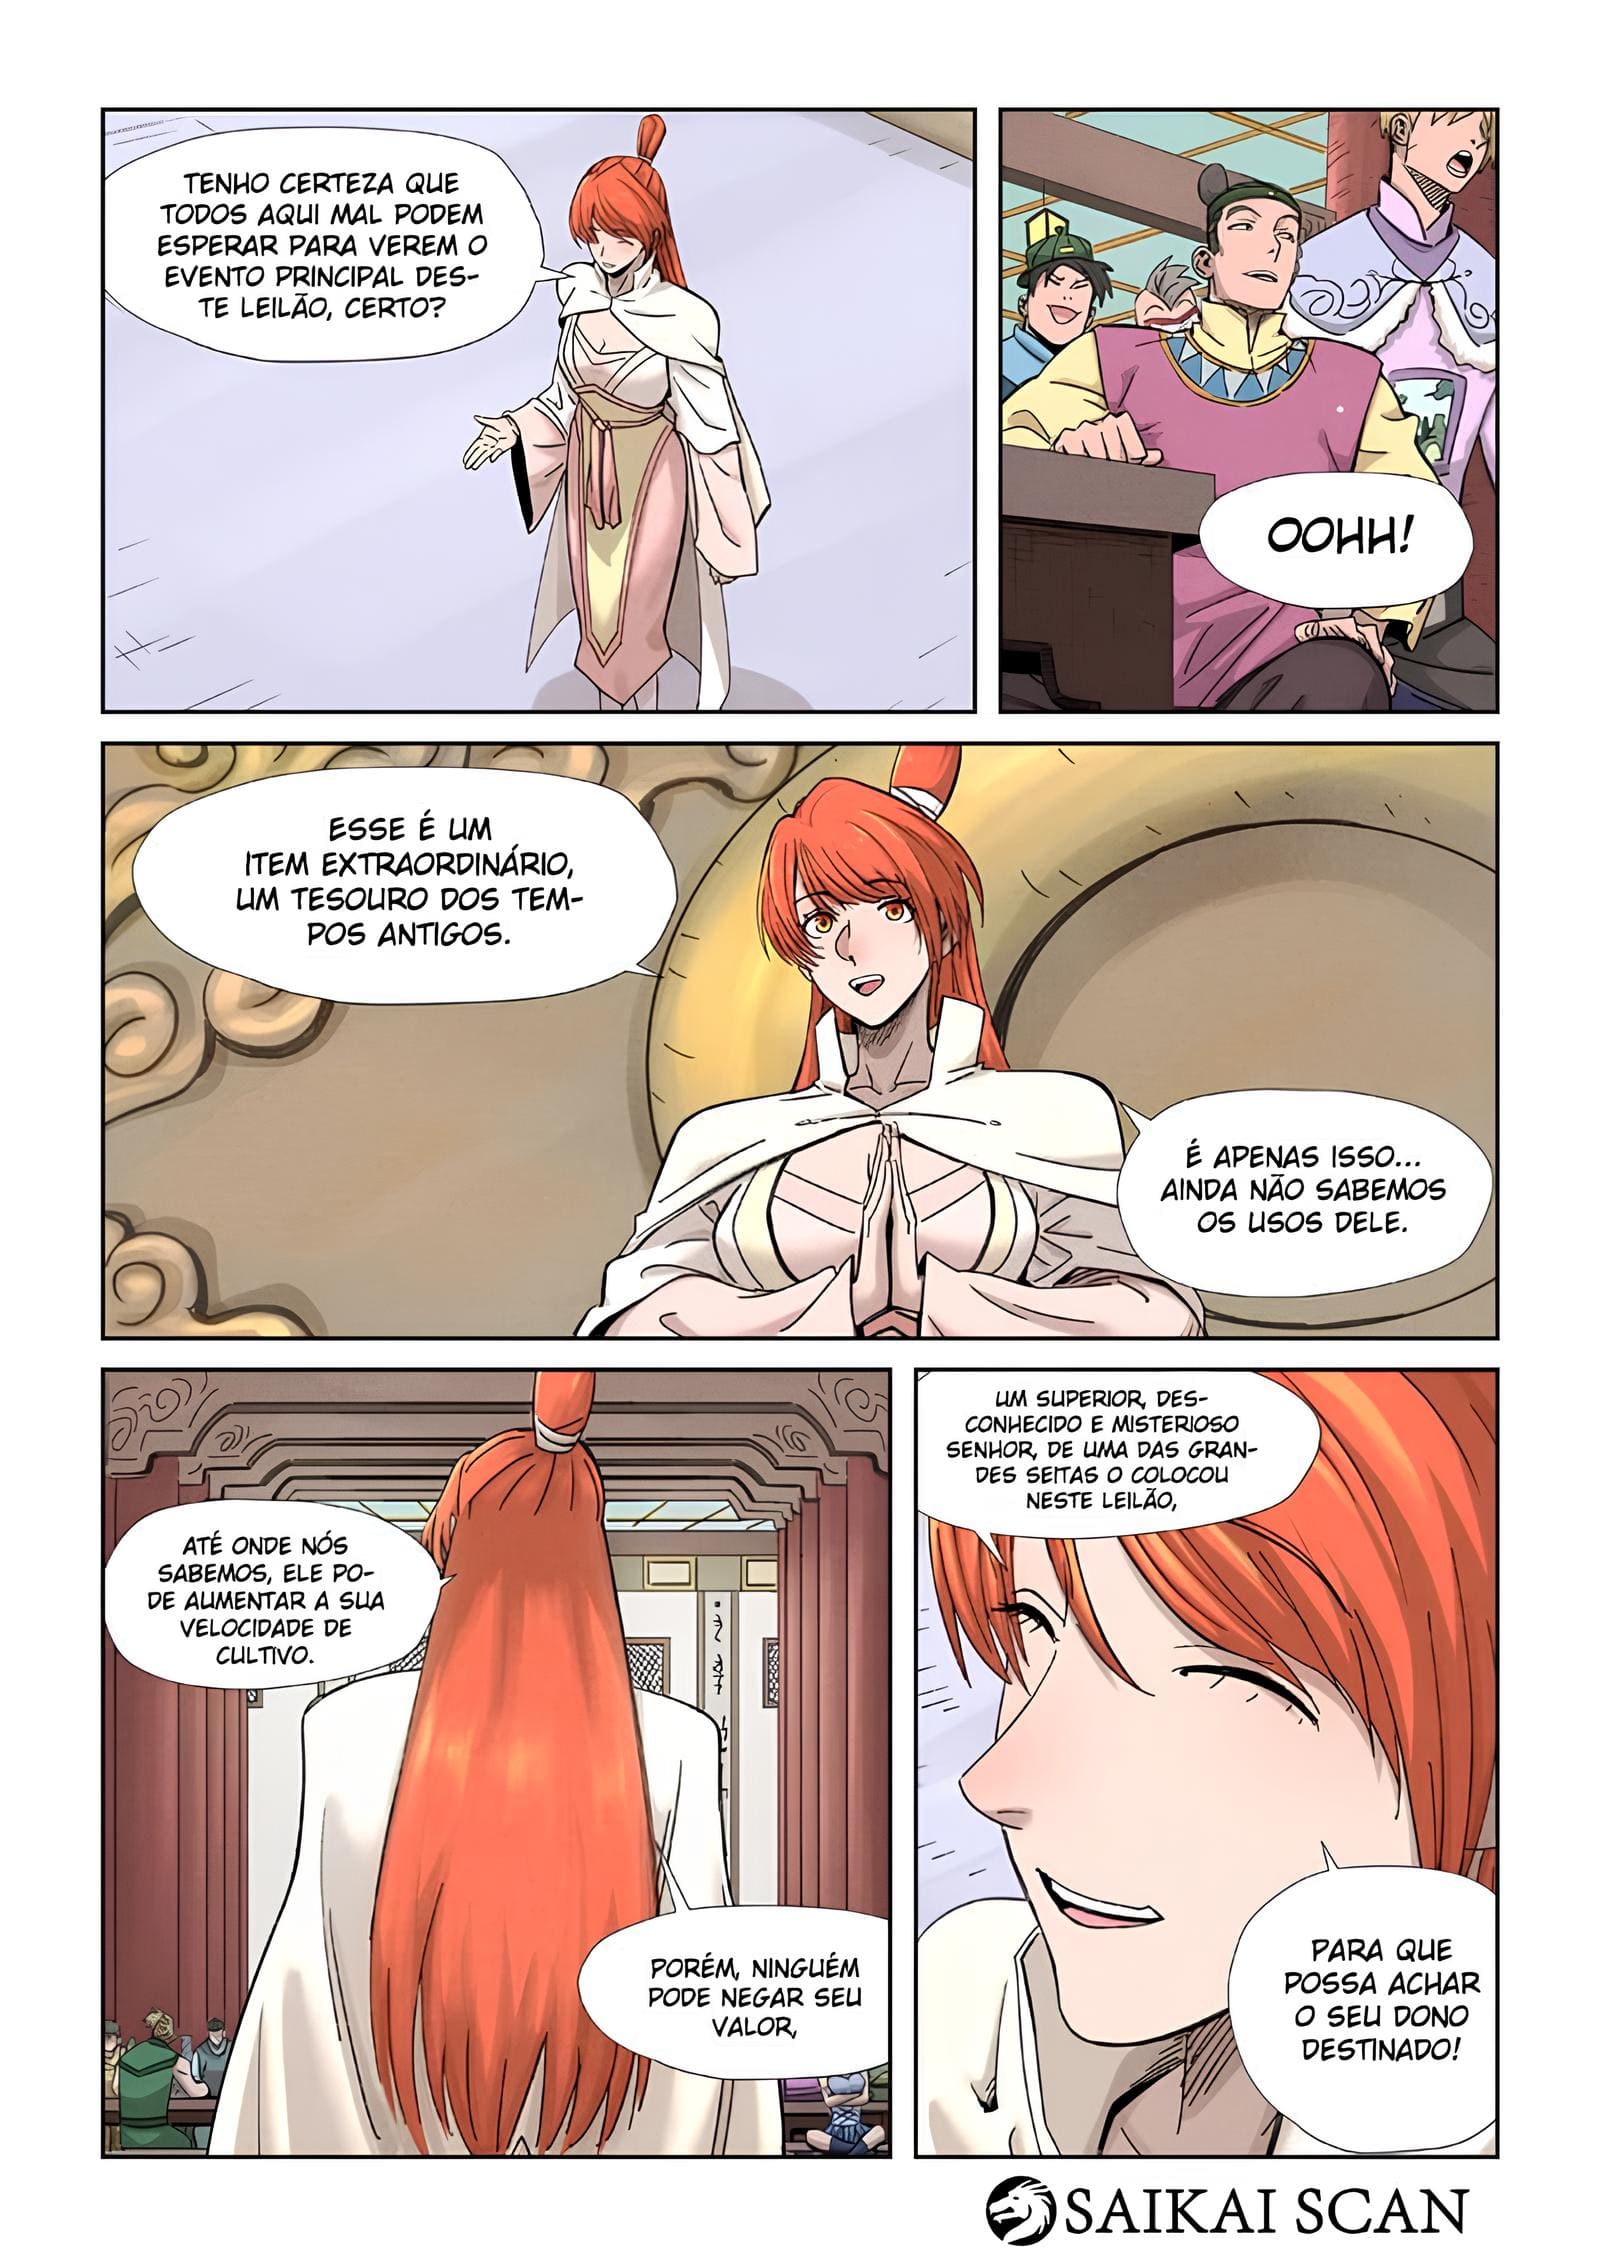 TENHO CERTEZA QUE
TODOS AQUI MAL PODEM
ESPERAR PARA VEREM O
EVENTO PRINCIPAL DES-
TE LEILÃO, CERTO?
OOHH!
ESSE É UM
ITEM EXTRAORDINÁRIO,
UM TESOURO DOS TEM-
POS ANTIGOS.
É APENAS ISSO...
AINDA NÃO SABEMOS
OS USOS DELE.
ATÉ ONDE NÓS
SABEMOS, ELE PO-
DE AUMENTAR A SUA
VELOCIDADE DE
CULTIVO.
PORÉM, NINGUÉM
PODE NEGAR SEU
VALOR,
UM SUPERIOR, DES-
CONHECIDO E MISTERIOSO
SENHOR, DE UMA DAS GRAN-
DES SEITAS O COLOCOU
NESTE LEILÃO,
PARA QUE
POSSA ACHAR
O SEU DONO
DESTINADO!
SAIKAI SCAN